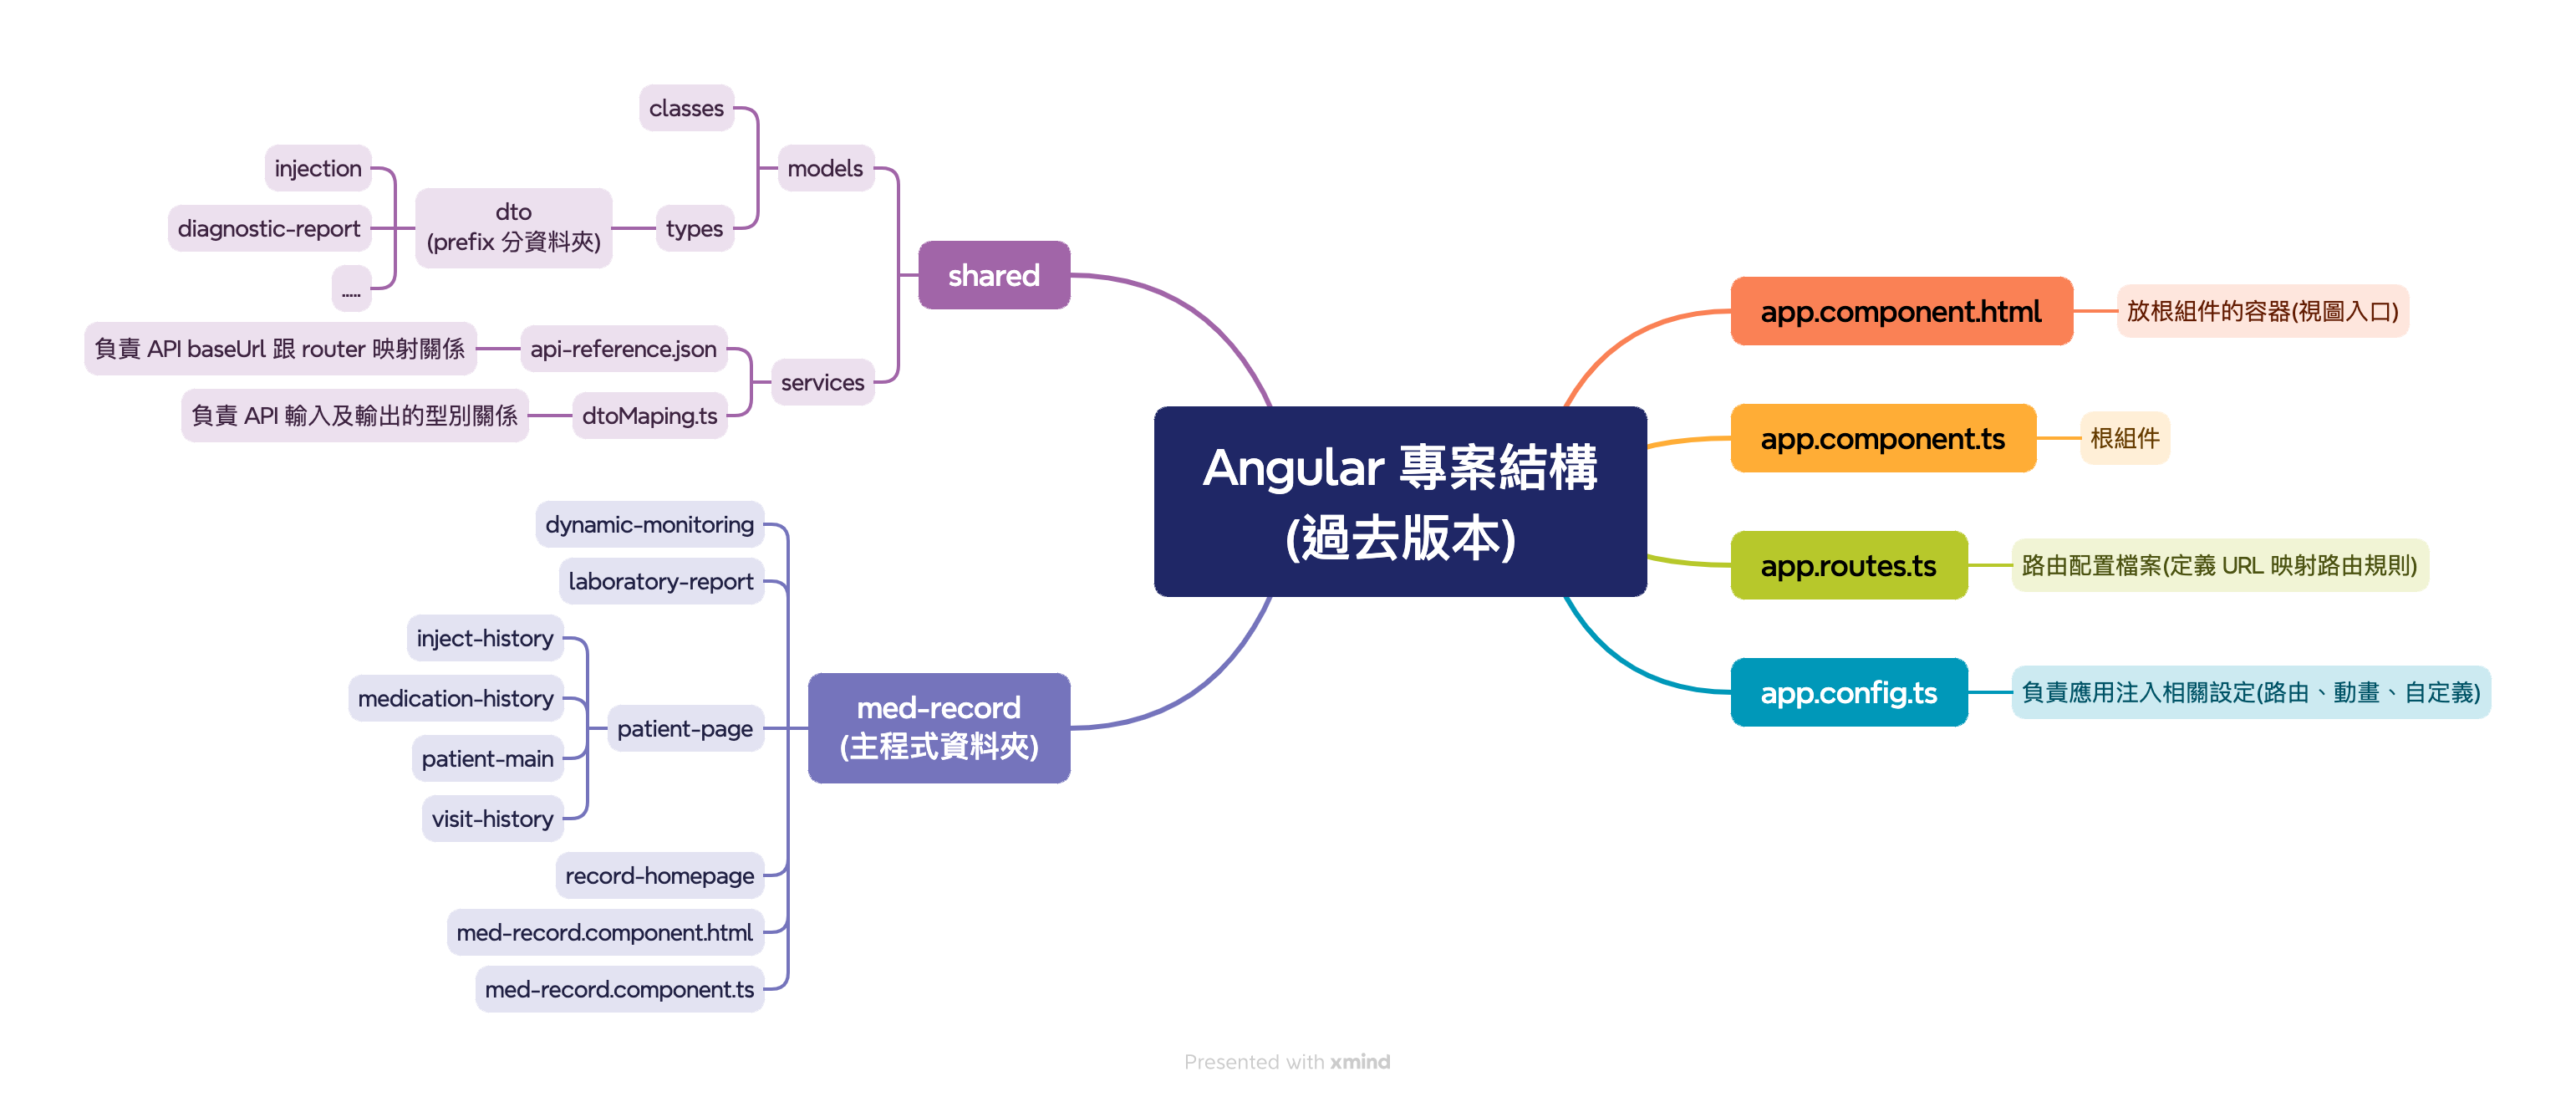 Angular 專案結構
(過去版本)
app.component.html
放根組件的容器(視圖入口)
app.component.ts
根組件
app.routes.ts
路由配置檔案(定義 URL 映射路由規則)
app.config.ts
負責應用注入相關設定(路由、動畫、自定義)
shared
models
classes
types
dto
(prefix 分資料夾)
injection
diagnostic-report
.....
services
api-reference.json
負責 API baseUrl 跟 router 映射關係
dtoMaping.ts
負責 API 輸入及輸出的型別關係
med-record
(主程式資料夾)
dynamic-monitoring
laboratory-report
patient-page
inject-history
medication-history
patient-main
visit-history
record-homepage
med-record.component.html
med-record.component.ts
Presented with xmind